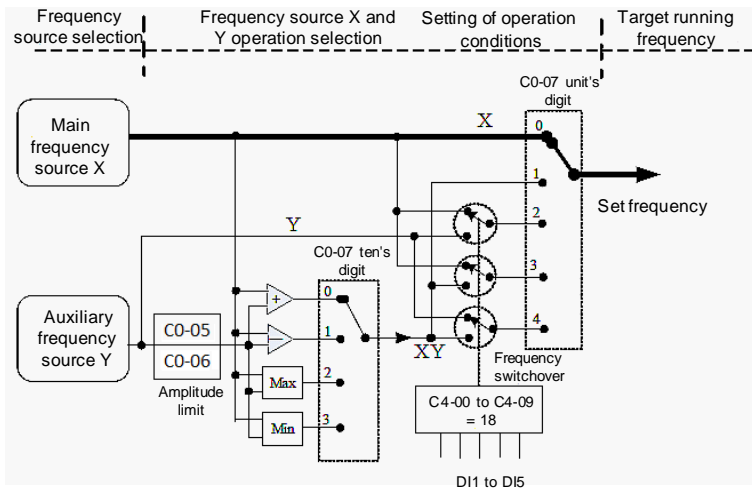 Frequency
source selection
Frequency source X and
Y operation selection
Setting of operation
conditions
Target running
frequency
C0-07 unit's
digit
Main
frequency
source X
X
0
1
2
3
4
Set frequency
Y
C0-07 ten's
digit
Auxiliary
frequency
source Y
C0-05
C0-06
Amplitude
limit
+
−
Max
Min
0
1
2
3
XY
Frequency
switchover
C4-00 to C4-09
= 18
DI1 to DI5